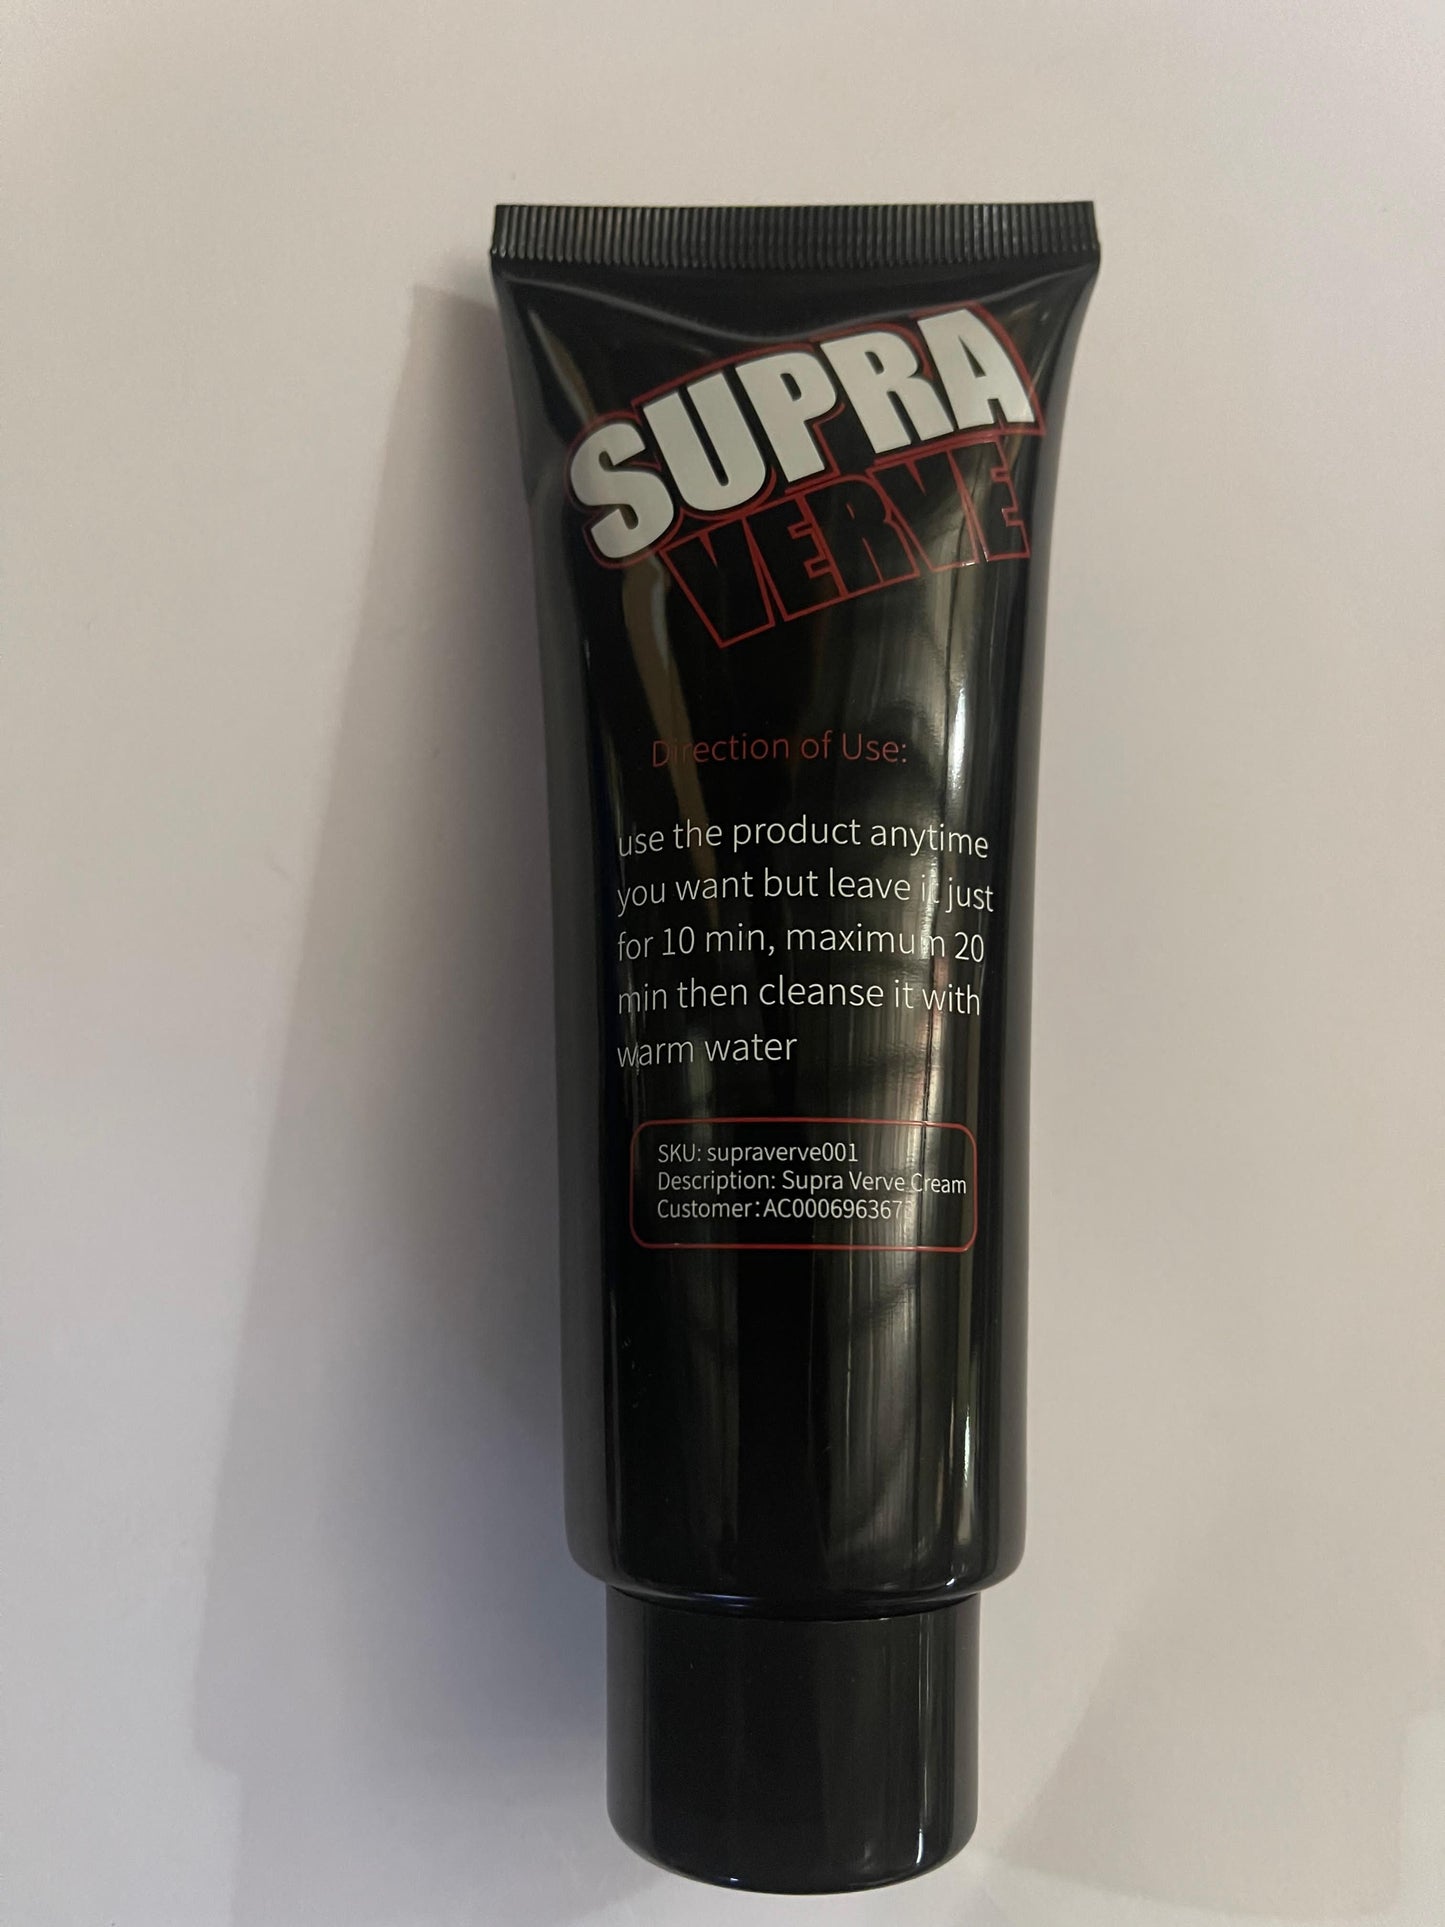 SUPRA
VERVE
Direction of Use:
use the product anytime
you want but leave it just
for 10 min, maximum 20
min then cleanse it with
warm water
SKU: supraverve001
Description: Supra Verve Cream
Customer: